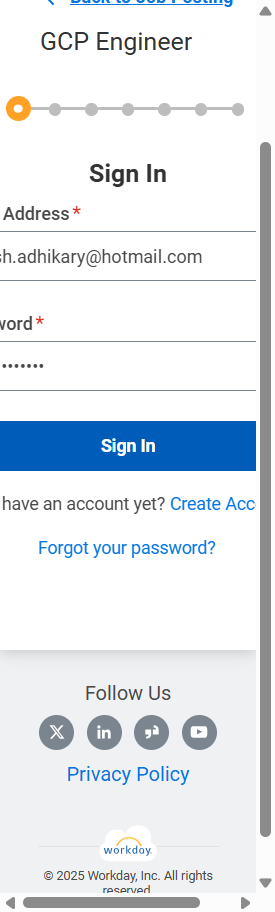 Back to Job Posting
GCP Engineer
Sign In
Address*
sh.adhikary@hotmail.com
word*
•••••••
Sign In
have an account yet? Create Acc
Forgot your password?
Follow Us
Privacy Policy
workday.
© 2025 Workday, Inc. All rights
reserved.